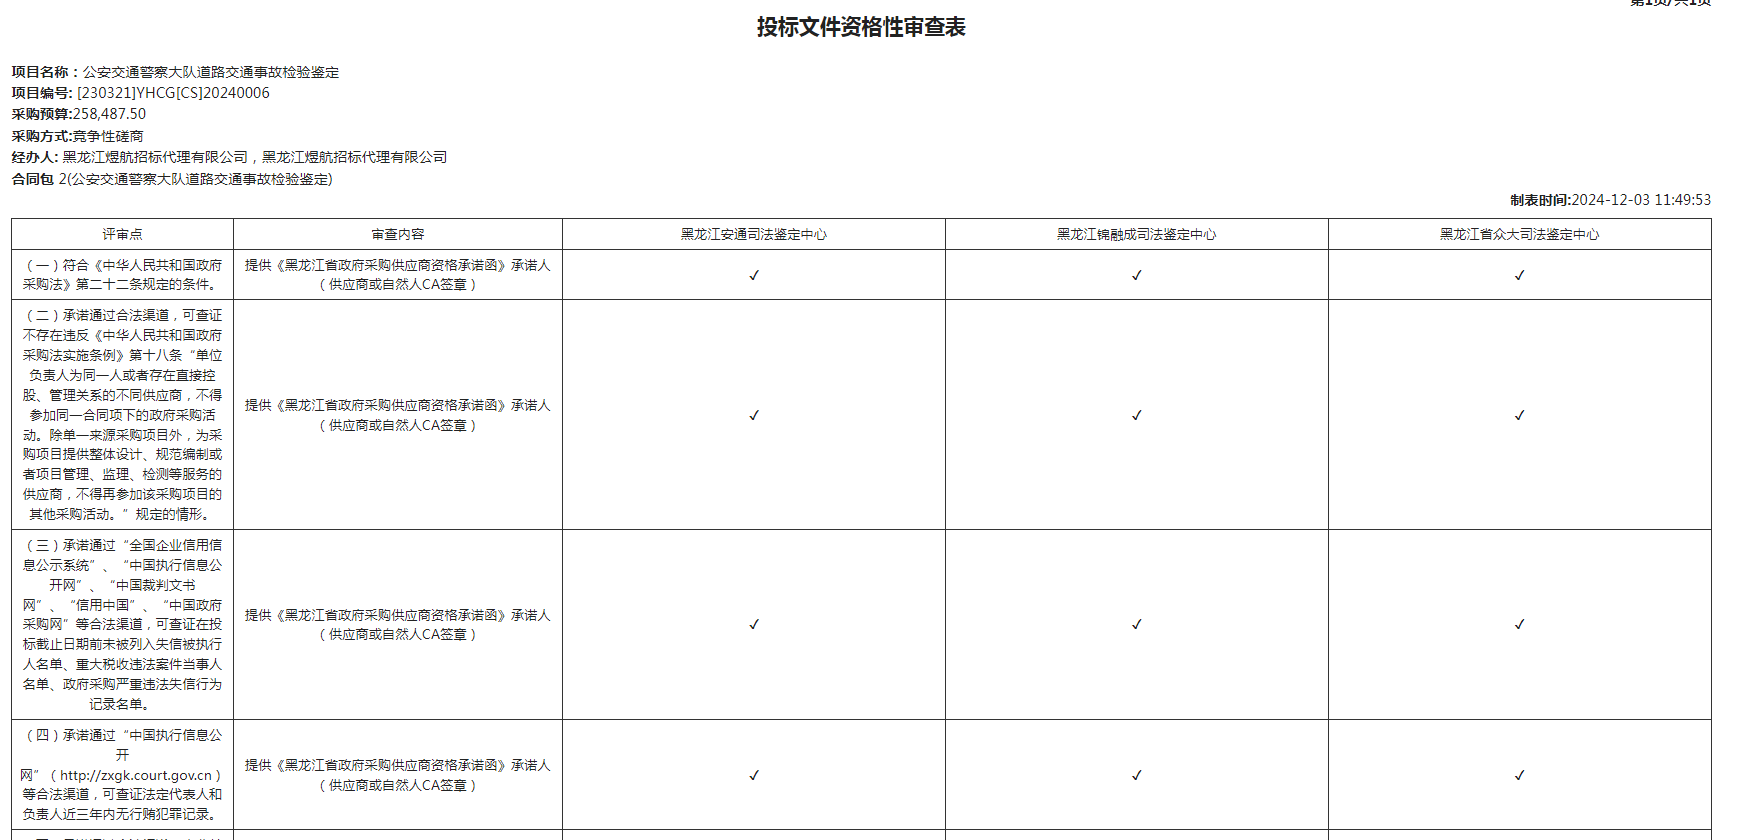 第1页/共1页
投标文件资格性审查表
项目名称：公安交通警察大队道路交通事故检验鉴定
项目编号: [230321]YHCG[CS]20240006
采购预算:258,487.50
采购方式:竞争性磋商
经办人: 黑龙江煜航招标代理有限公司，黑龙江煜航招标代理有限公司
合同包 2(公安交通警察大队道路交通事故检验鉴定)
制表时间:2024-12-03 11:49:53
评审点 审查内容 黑龙江安通司法鉴定中心 黑龙江锦融成司法鉴定中心 黑龙江省众大司法鉴定中心
（一）符合《中华人民共和国政府
采购法》第二十二条规定的条件。
提供《黑龙江省政府采购供应商资格承诺函》承诺人
（供应商或自然人CA签章）
✓ ✓ ✓
（二）承诺通过合法渠道，可查证
不存在违反《中华人民共和国政府
采购法实施条例》第十八条“单位
负责人为同一人或者存在直接控
股、管理关系的不同供应商，不得
参加同一合同项下的政府采购活
动。除单一来源采购项目外，为采
购项目提供整体设计、规范编制或
者项目管理、监理、检测等服务的
供应商，不得再参加该采购项目的
其他采购活动。”规定的情形。
提供《黑龙江省政府采购供应商资格承诺函》承诺人
（供应商或自然人CA签章）
✓ ✓ ✓
（三）承诺通过“全国企业信用信
息公示系统”、“中国执行信息公
开网”、“中国裁判文书
网”、“信用中国”、“中国政府
采购网”等合法渠道，可查证在投
标截止日期前未被列入失信被执行
人名单、重大税收违法案件当事人
名单、政府采购严重违法失信行为
记录名单。
提供《黑龙江省政府采购供应商资格承诺函》承诺人
（供应商或自然人CA签章）
✓ ✓ ✓
（四）承诺通过“中国执行信息公
开
网”（http://zxgk.court.gov.cn）
等合法渠道，可查证法定代表人和
负责人近三年内无行贿犯罪记录。
提供《黑龙江省政府采购供应商资格承诺函》承诺人
（供应商或自然人CA签章）
✓ ✓ ✓